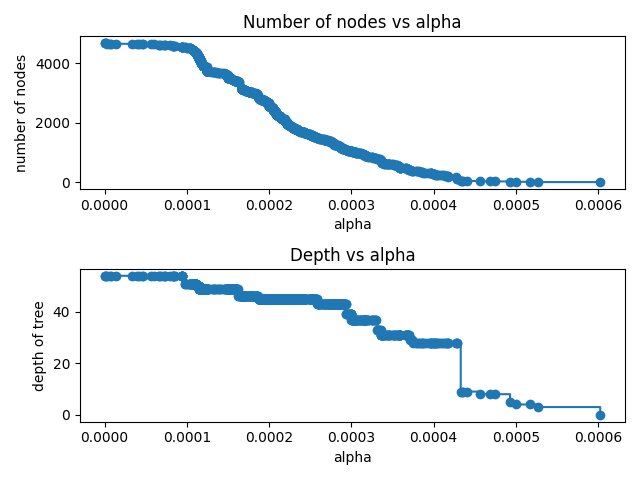 Number of nodes vs alpha
number of nodes
4000
2000
0
0.0000 0.0001 0.0002 0.0003 0.0004 0.0005 0.0006
alpha
Depth vs alpha
depth of tree
40
20
0
0.0000 0.0001 0.0002 0.0003 0.0004 0.0005 0.0006
alpha